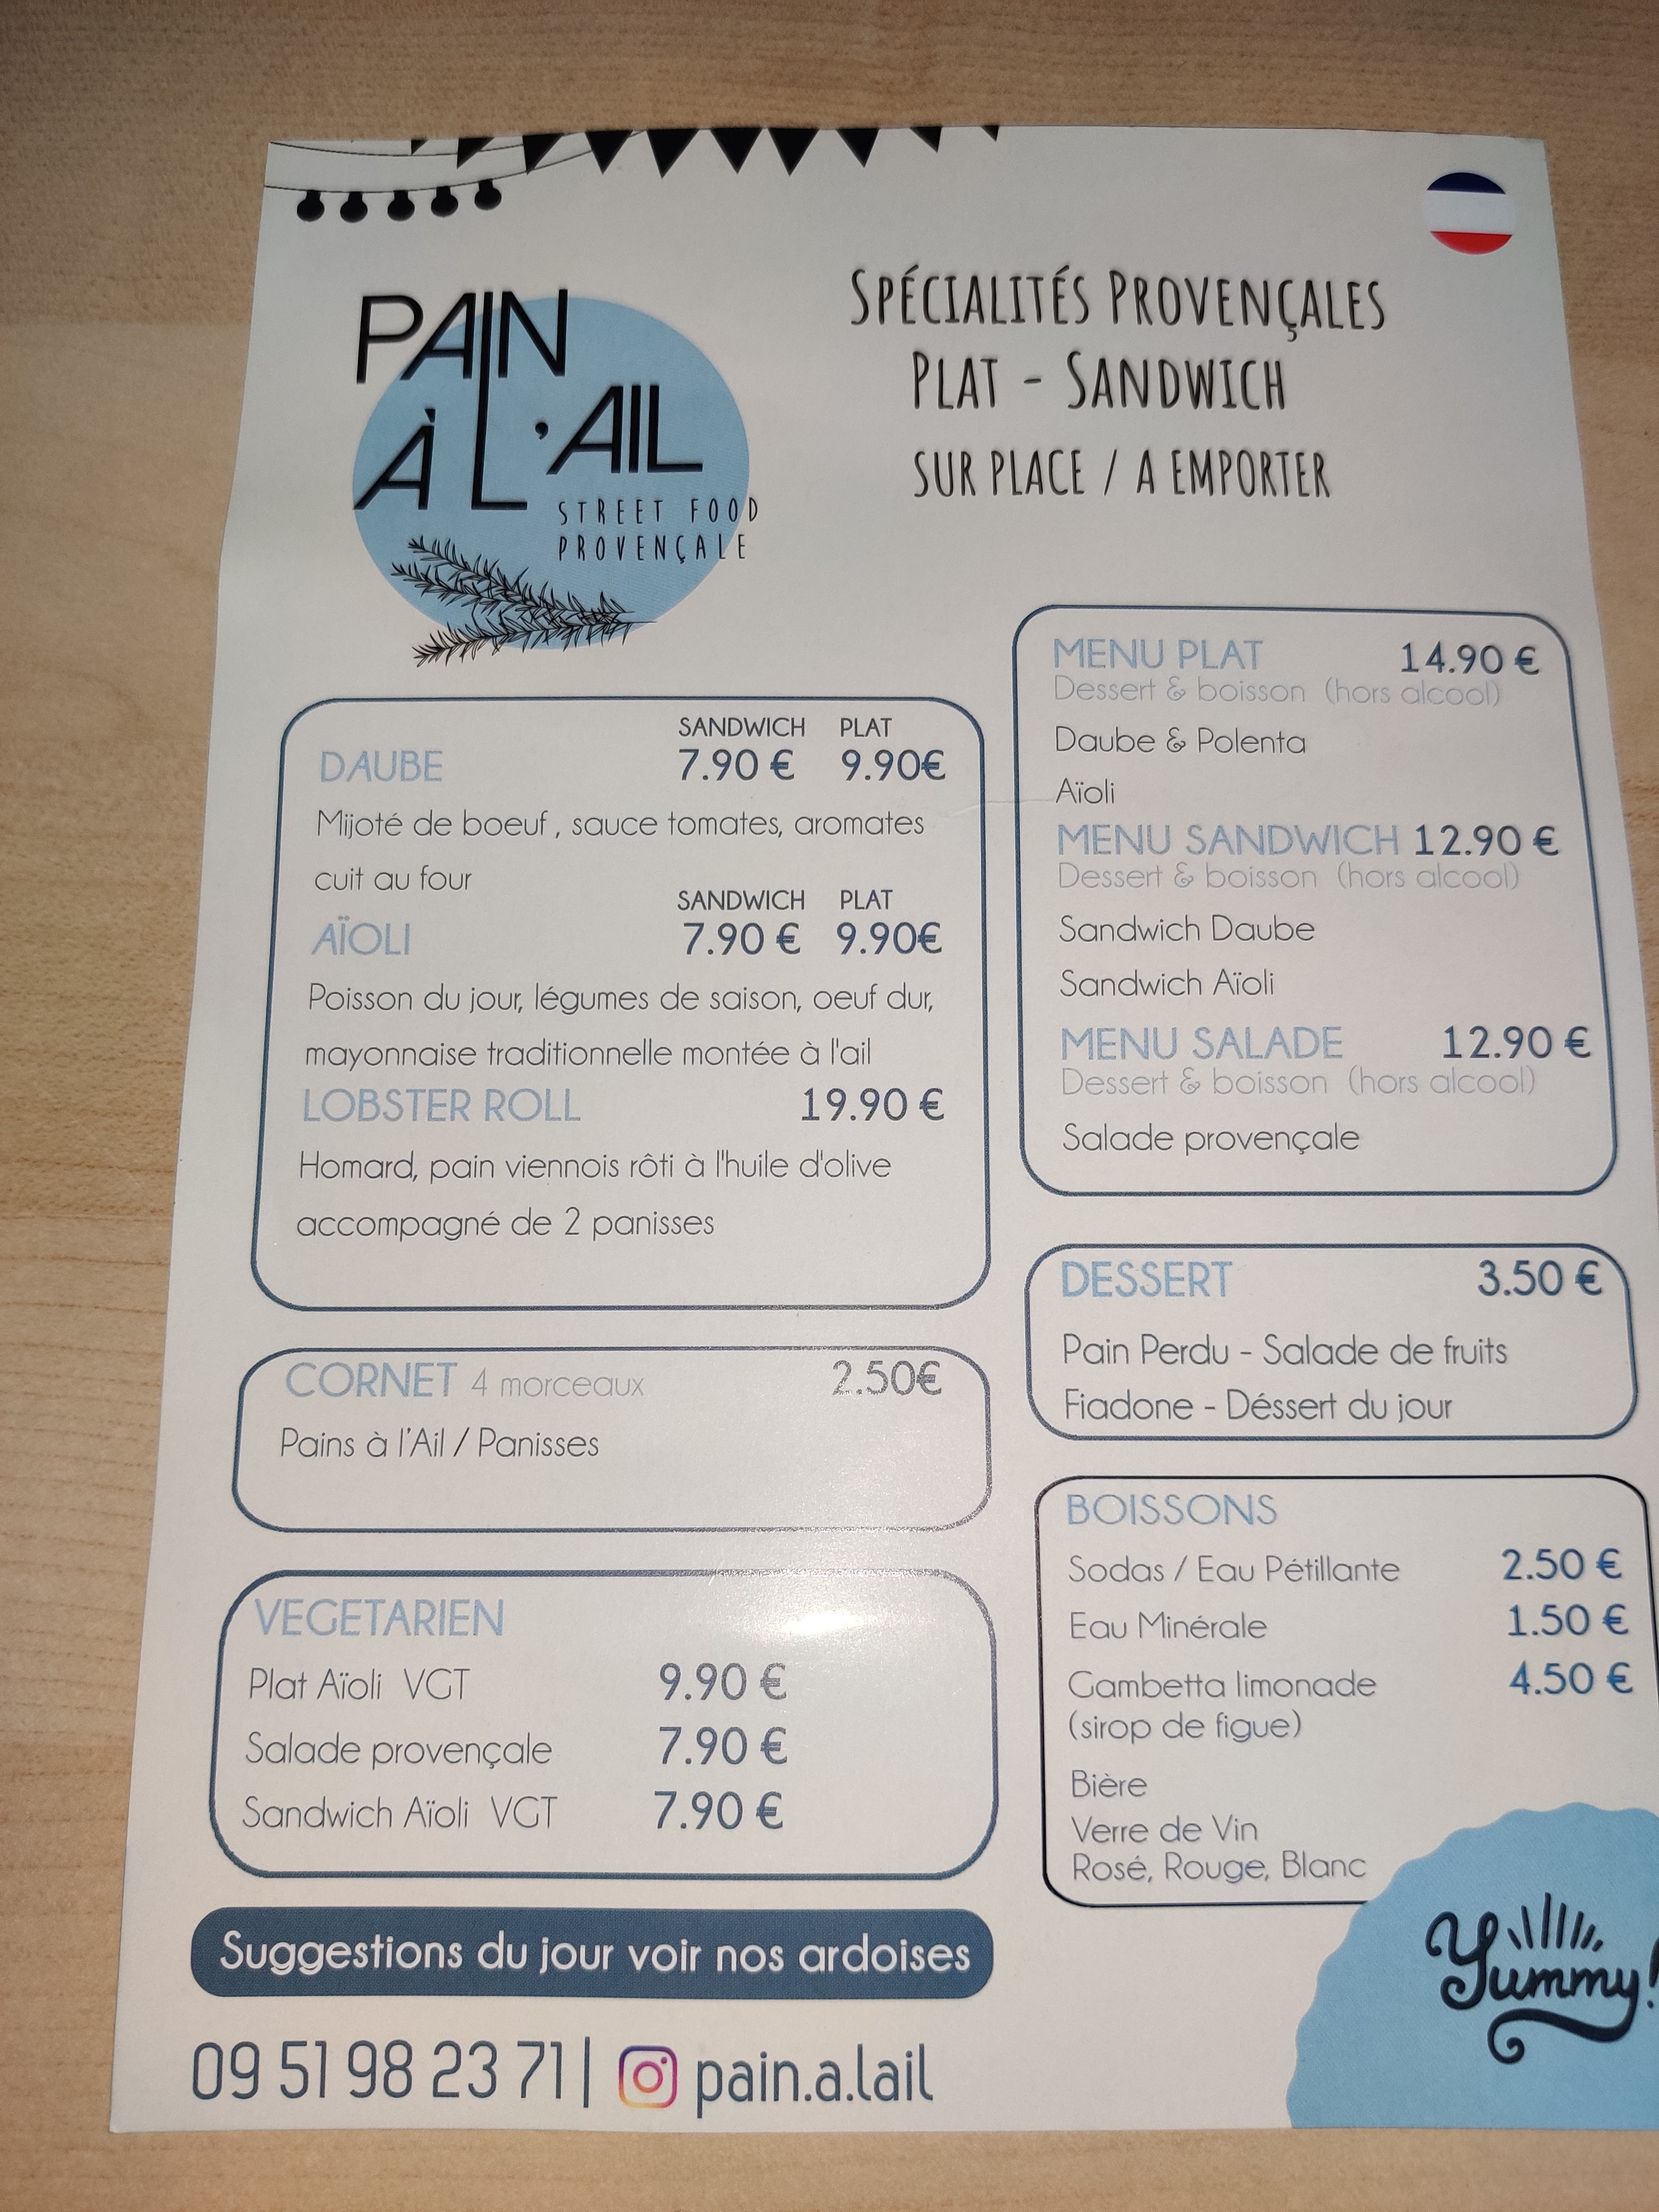 PAIN
À L'AIL
STREET FOOD
PROVENÇALE
SPÉCIALITÉS PROVENÇALES
PLAT - SANDWICH
SUR PLACE / A EMPORTER
SANDWICH PLAT
DAUBE 7.90 € 9.90€
Mijoté de boeuf , sauce tomates, aromates
cuit au four
SANDWICH PLAT
AÏOLI 7.90 € 9.90€
Poisson du jour, légumes de saison, oeuf dur,
mayonnaise traditionnelle montée à l'ail
LOBSTER ROLL 19.90 €
Homard, pain viennois rôti à l'huile d'olive
accompagné de 2 panisses
CORNET 4 morceaux 2.50€
Pains à l'Ail / Panisses
VEGETARIEN
Plat Aïoli VGT 9.90 €
Salade provençale 7.90 €
Sandwich Aïoli VGT 7.90 €
Suggestions du jour voir nos ardoises
09 51 98 23 71 | pain.a.lail
MENU PLAT 14.90 €
Dessert & boisson (hors alcool)
Daube & Polenta
Aïoli
MENU SANDWICH 12.90 €
Dessert & boisson (hors alcool)
Sandwich Daube
Sandwich Aïoli
MENU SALADE 12.90 €
Dessert & boisson (hors alcool)
Salade provençale
DESSERT 3.50 €
Pain Perdu - Salade de fruits
Fiadone - Déssert du jour
BOISSONS
Sodas / Eau Pétillante 2.50 €
Eau Minérale 1.50 €
Gambetta limonade 4.50 €
(sirop de figue)
Bière
Verre de Vin
Rosé, Rouge, Blanc
Yummy!